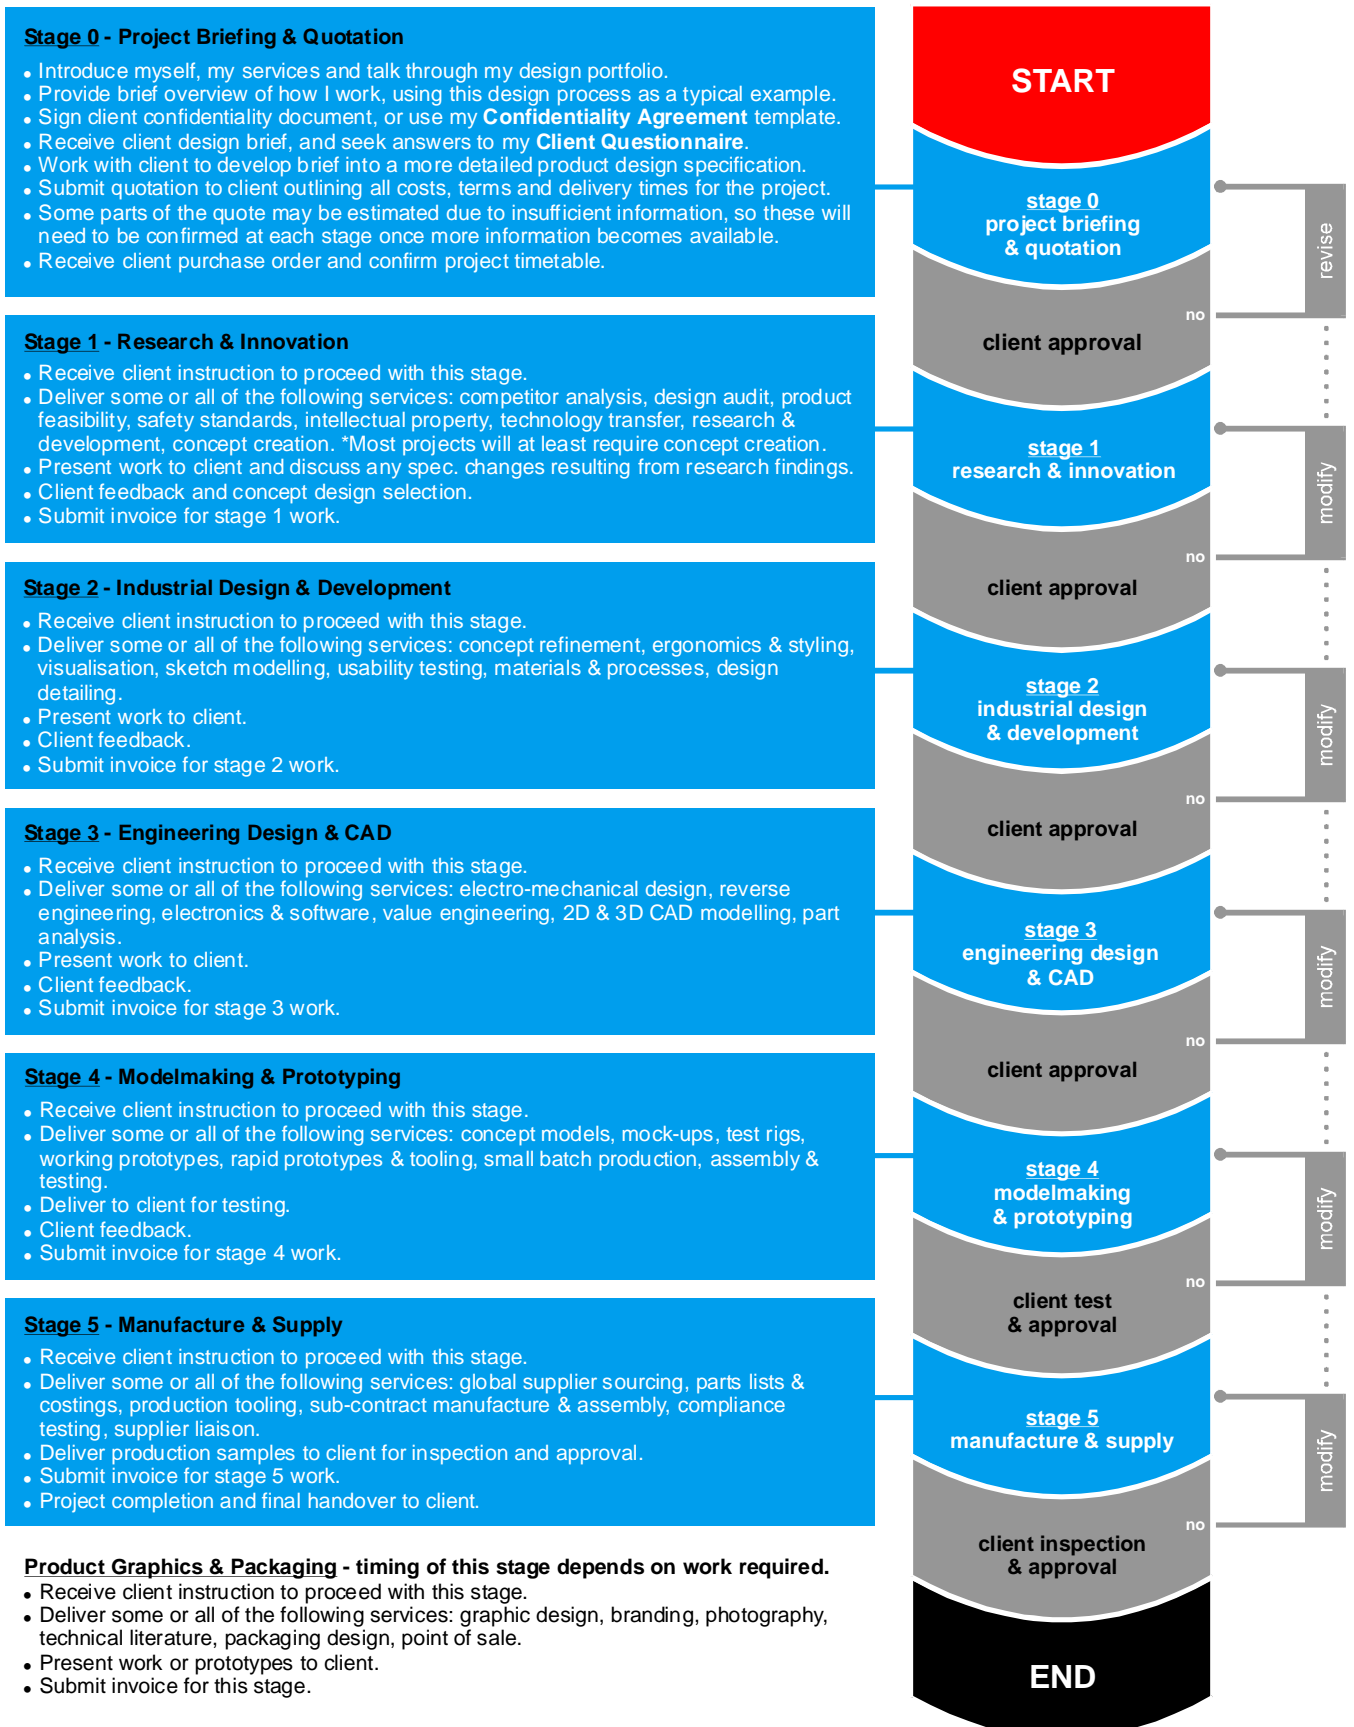 Stage 0 - Project Briefing & Quotation
• Introduce myself, my services and talk through my design portfolio.
• Provide brief overview of how I work, using this design process as a typical example.
• Sign client confidentiality document, or use my Confidentiality Agreement template.
• Receive client design brief, and seek answers to my Client Questionnaire.
• Work with client to develop brief into a more detailed product design specification.
• Submit quotation to client outlining all costs, terms and delivery times for the project.
• Some parts of the quote may be estimated due to insufficient information, so these will
need to be confirmed at each stage once more information becomes available.
• Receive client purchase order and confirm project timetable.
Stage 1 - Research & Innovation
• Receive client instruction to proceed with this stage.
• Deliver some or all of the following services: competitor analysis, design audit, product
feasibility, safety standards, intellectual property, technology transfer, research &
development, concept creation. *Most projects will at least require concept creation.
• Present work to client and discuss any spec. changes resulting from research findings.
• Client feedback and concept design selection.
• Submit invoice for stage 1 work.
Stage 2 - Industrial Design & Development
• Receive client instruction to proceed with this stage.
• Deliver some or all of the following services: concept refinement, ergonomics & styling,
visualisation, sketch modelling, usability testing, materials & processes, design
detailing.
• Present work to client.
• Client feedback.
• Submit invoice for stage 2 work.
Stage 3 - Engineering Design & CAD
• Receive client instruction to proceed with this stage.
• Deliver some or all of the following services: electro-mechanical design, reverse
engineering, electronics & software, value engineering, 2D & 3D CAD modelling, part
analysis.
• Present work to client.
• Client feedback.
• Submit invoice for stage 3 work.
Stage 4 - Modelmaking & Prototyping
• Receive client instruction to proceed with this stage.
• Deliver some or all of the following services: concept models, mock-ups, test rigs,
working prototypes, rapid prototypes & tooling, small batch production, assembly &
testing.
• Deliver to client for testing.
• Client feedback.
• Submit invoice for stage 4 work.
Stage 5 - Manufacture & Supply
• Receive client instruction to proceed with this stage.
• Deliver some or all of the following services: global supplier sourcing, parts lists &
costings, production tooling, sub-contract manufacture & assembly, compliance
testing, supplier liaison.
• Deliver production samples to client for inspection and approval.
• Submit invoice for stage 5 work.
• Project completion and final handover to client.
Product Graphics & Packaging - timing of this stage depends on work required.
• Receive client instruction to proceed with this stage.
• Deliver some or all of the following services: graphic design, branding, photography,
technical literature, packaging design, point of sale.
• Present work or prototypes to client.
• Submit invoice for this stage.
START
stage 0
project briefing
& quotation
revise
no
client approval
stage 1
research & innovation
modify
no
client approval
stage 2
industrial design
& development
modify
no
client approval
stage 3
engineering design
& CAD
modify
no
client approval
stage 4
modelmaking
& prototyping
modify
no
client test
& approval
stage 5
manufacture & supply
modify
no
client inspection
& approval
END